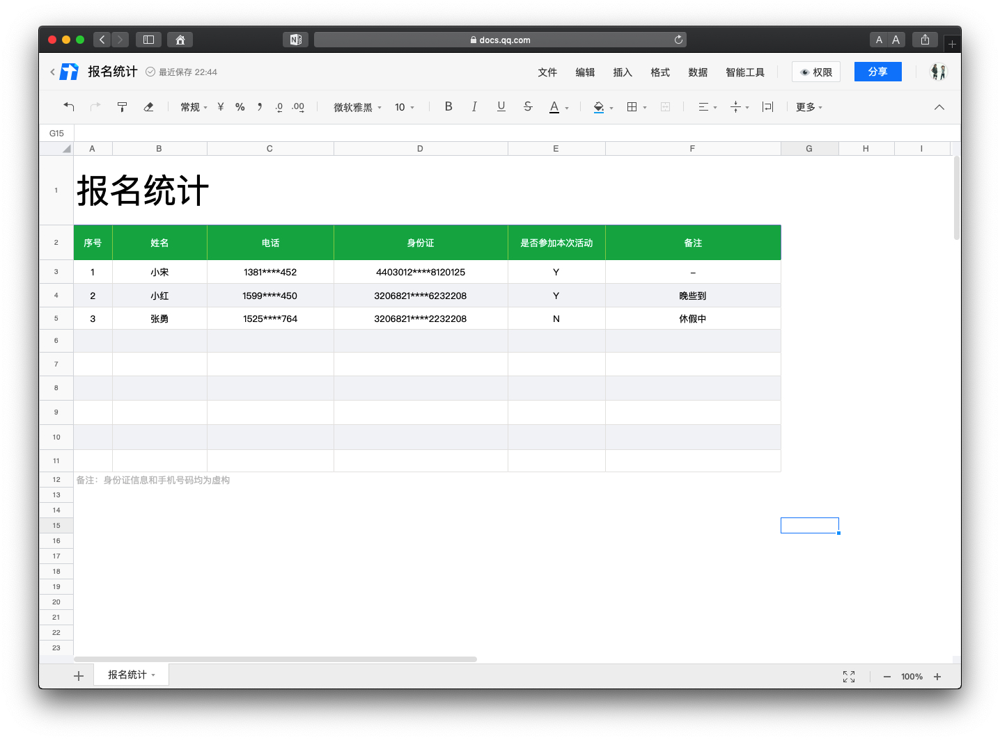 docs.qq.com
A A
报名统计 最近保存 22:44 文件 编辑 插入 格式 数据 智能工具 权限 分享
常规 ¥ % , .0 .00 微软雅黑 10 B I U S A 更多
G15
A B C D E F G H I
1 报名统计
2 序号 姓名 电话 身份证 是否参加本次活动 备注
3 1 小宋 1381****452 4403012****8120125 Y –
4 2 小红 1599****450 3206821****6232208 Y 晚些到
5 3 张勇 1525****764 3206821****2232208 N 休假中
6
7
8
9
10
11
12 备注：身份证信息和手机号码均为虚构
13
14
15
16
17
18
19
20
21
22
23
报名统计 100%